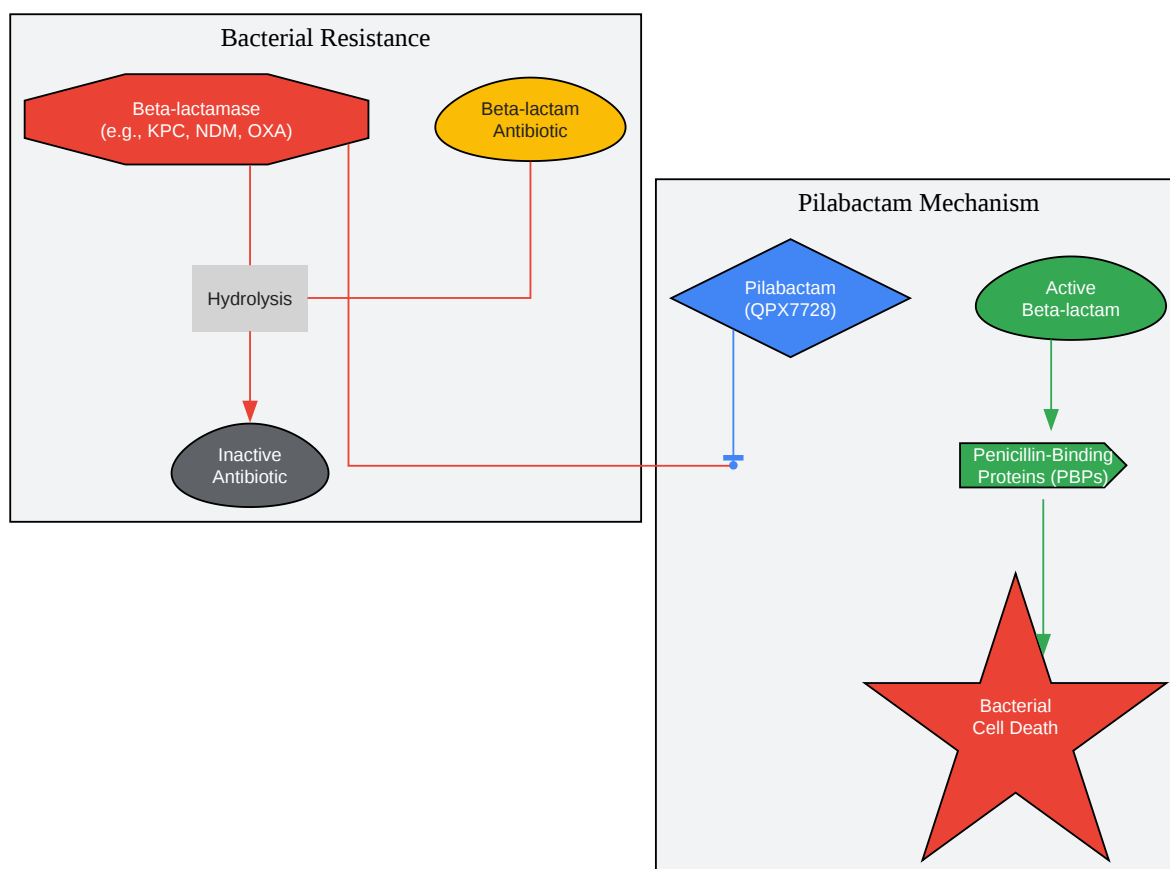 Bacterial Resistance
Beta-lactamase
(e.g., KPC, NDM, OXA)
Beta-lactam
Antibiotic
Hydrolysis
Inactive
Antibiotic
Pilabactam Mechanism
Pilabactam
(QPX7728)
Active
Beta-lactam
Penicillin-Binding
Proteins (PBPs)
Bacterial
Cell Death